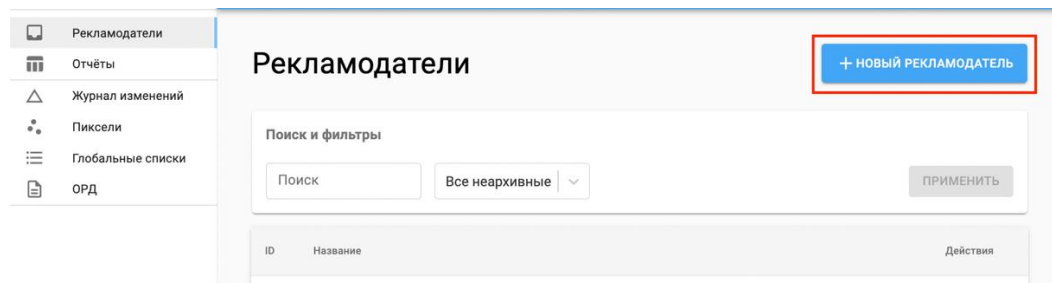 Рекламодатели
Отчёты
Журнал изменений
Пиксели
Глобальные списки
ОРД
Рекламодатели
+ НОВЫЙ РЕКЛАМОДАТЕЛЬ
Поиск и фильтры
Поиск
Все неархивные
ПРИМЕНИТЬ
ID Название Действия